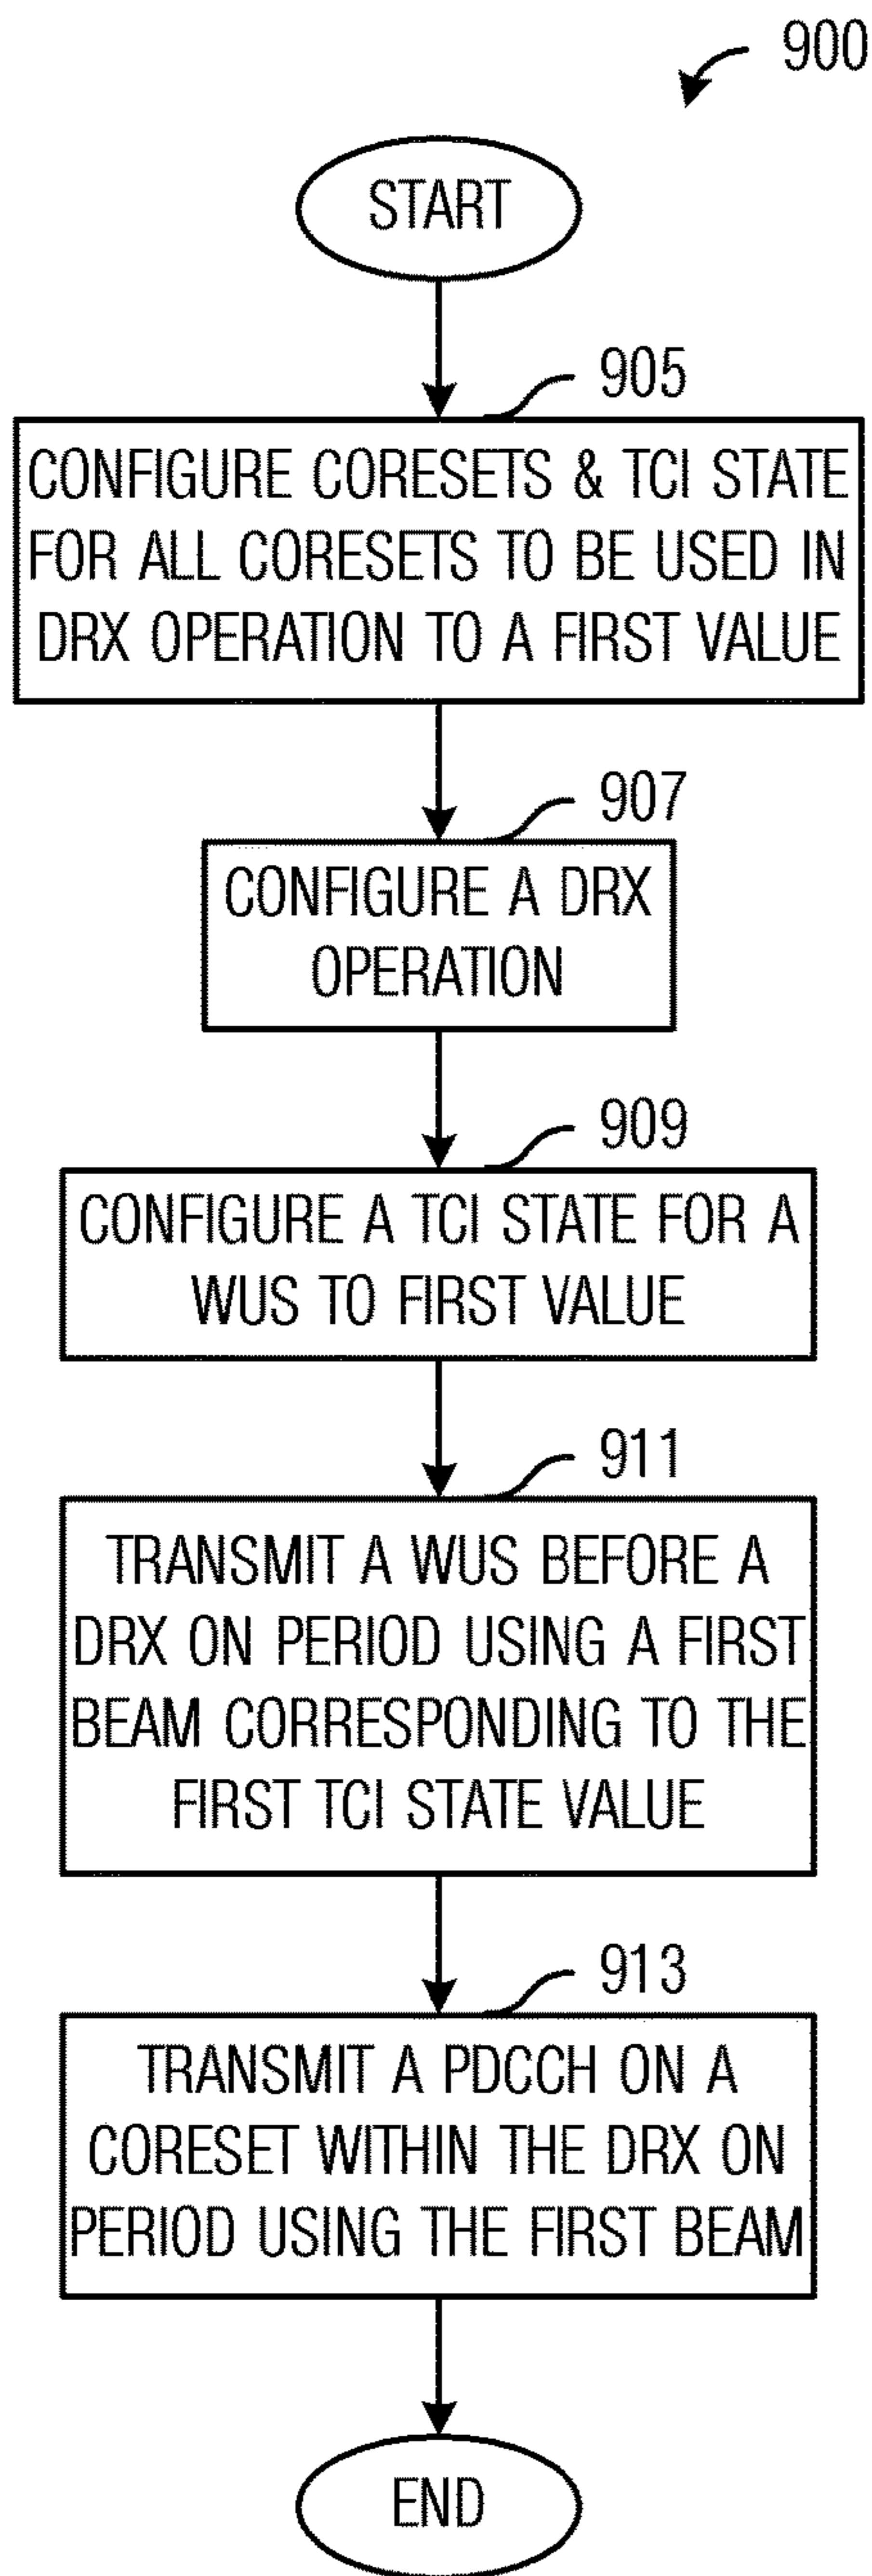 900
START
905
CONFIGURE CORESETS & TCI STATE
FOR ALL CORESETS TO BE USED IN
DRX OPERATION TO A FIRST VALUE
907
CONFIGURE A DRX
OPERATION
909
CONFIGURE A TCI STATE FOR A
WUS TO FIRST VALUE
911
TRANSMIT A WUS BEFORE A
DRX ON PERIOD USING A FIRST
BEAM CORRESPONDING TO THE
FIRST TCI STATE VALUE
913
TRANSMIT A PDCCH ON A
CORESET WITHIN THE DRX ON
PERIOD USING THE FIRST BEAM
END